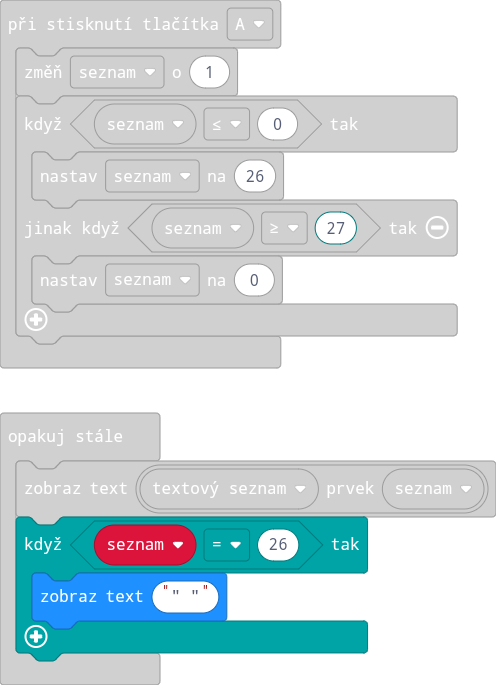 při stisknutí tlačítka A
změň seznam o 1
když seznam ≤ 0 tak
nastav seznam na 26
jinak když seznam ≥ 27 tak
nastav seznam na 0
opakuj stále
zobraz text textový seznam prvek seznam
když seznam = 26 tak
zobraz text "" ""